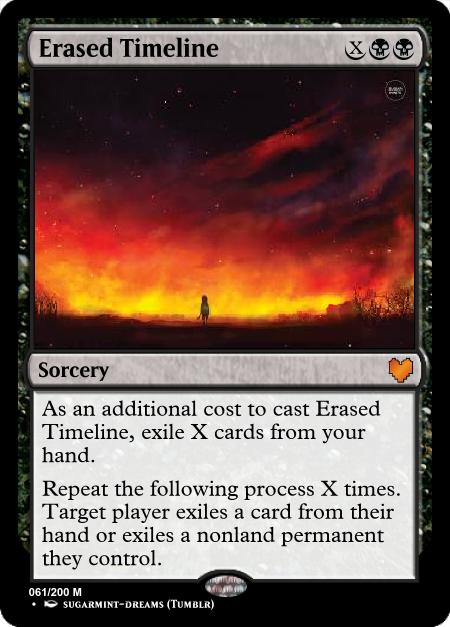 Erased Timeline X
Sorcery
As an additional cost to cast Erased
Timeline, exile X cards from your
hand.
Repeat the following process X times.
Target player exiles a card from their
hand or exiles a nonland permanent
they control.
061/200 M
• SUGARMINT-DREAMS (TUMBLR)